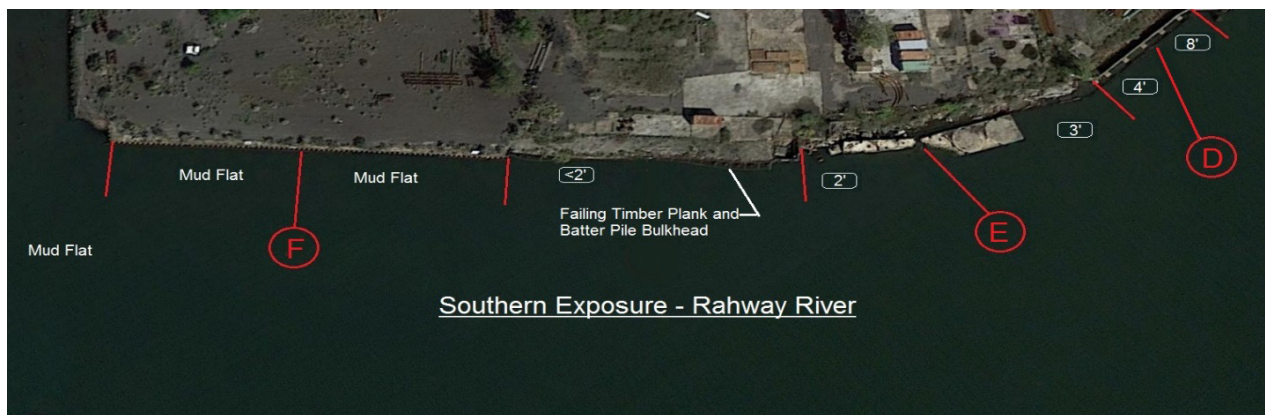 8'
4'
D
3'
Mud Flat
Mud Flat
<2'
2'
E
F
Failing Timber Plank and
Batter Pile Bulkhead
Mud Flat
Southern Exposure - Rahway River